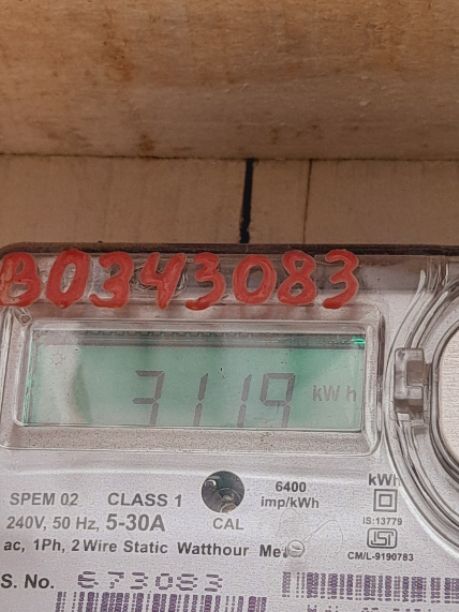 B0343083
3119 kWh
kWh
SPEM 02 CLASS 1 6400
240V, 50 Hz, 5-30A CAL imp/kWh
IS:13779
ac, 1Ph, 2 Wire Static Watthour Meter
CM/L-9190783
S. No. 673083